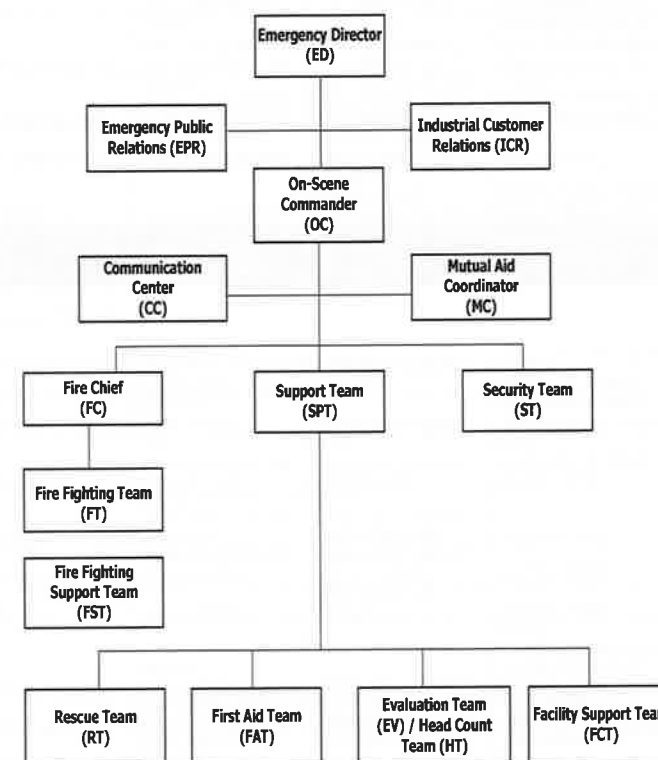 Emergency Director
(ED)
Emergency Public
Relations (EPR)
Industrial Customer
Relations (ICR)
On-Scene
Commander
(OC)
Communication
Center
(CC)
Mutual Aid
Coordinator
(MC)
Fire Chief
(FC)
Support Team
(SPT)
Security Team
(ST)
Fire Fighting Team
(FT)
Fire Fighting
Support Team
(FST)
Rescue Team
(RT)
First Aid Team
(FAT)
Evaluation Team
(EV) / Head Count
Team (HT)
Facility Support Team
(FCT)